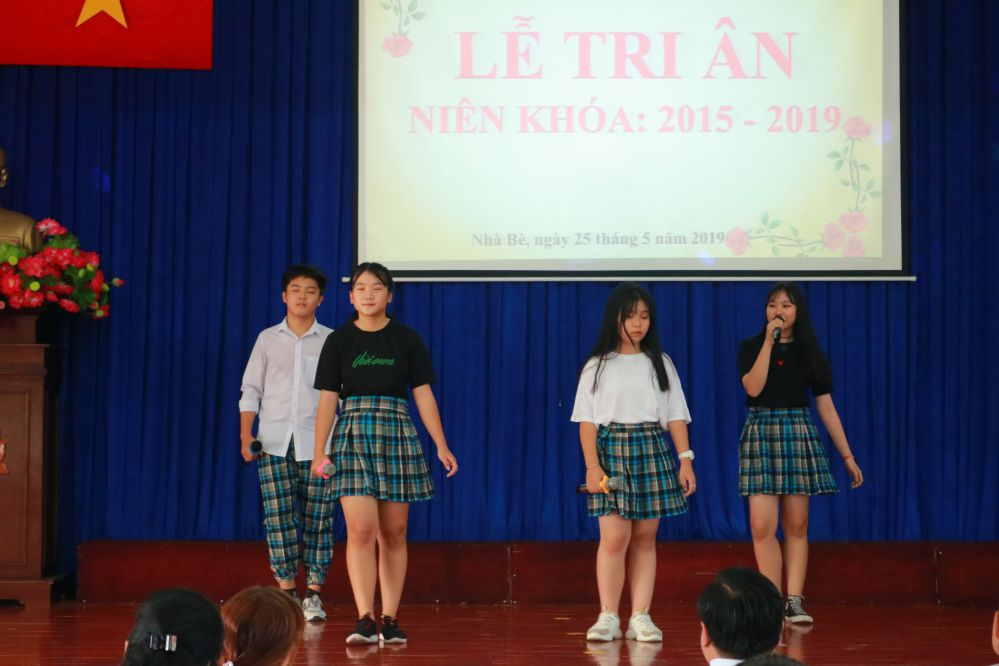 LỄ TRI ÂN
NIÊN KHÓA: 2015 - 2019
Nhà Bè, ngày 25 tháng 5 năm 2019